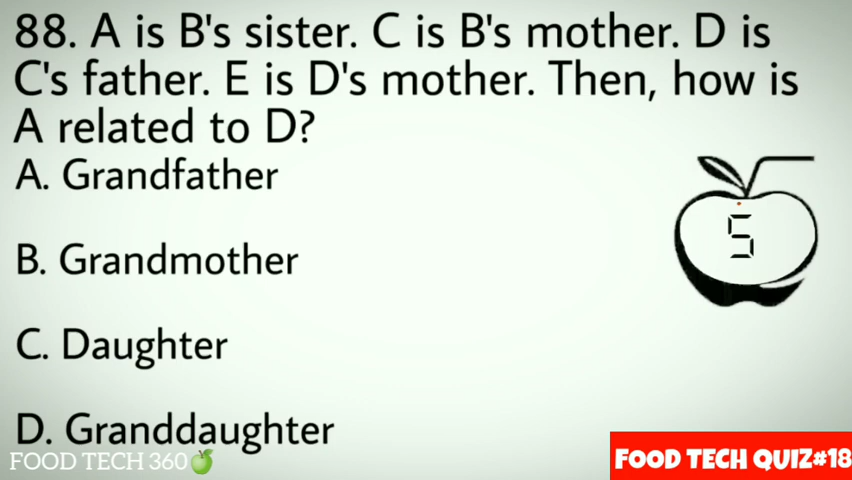 88. A is B's sister. C is B's mother. D is
C's father. E is D's mother. Then, how is
A related to D?
A. Grandfather
5
B. Grandmother
C. Daughter
D. Granddaughter
FOOD TECH 360
FOOD TECH QUIZ#18